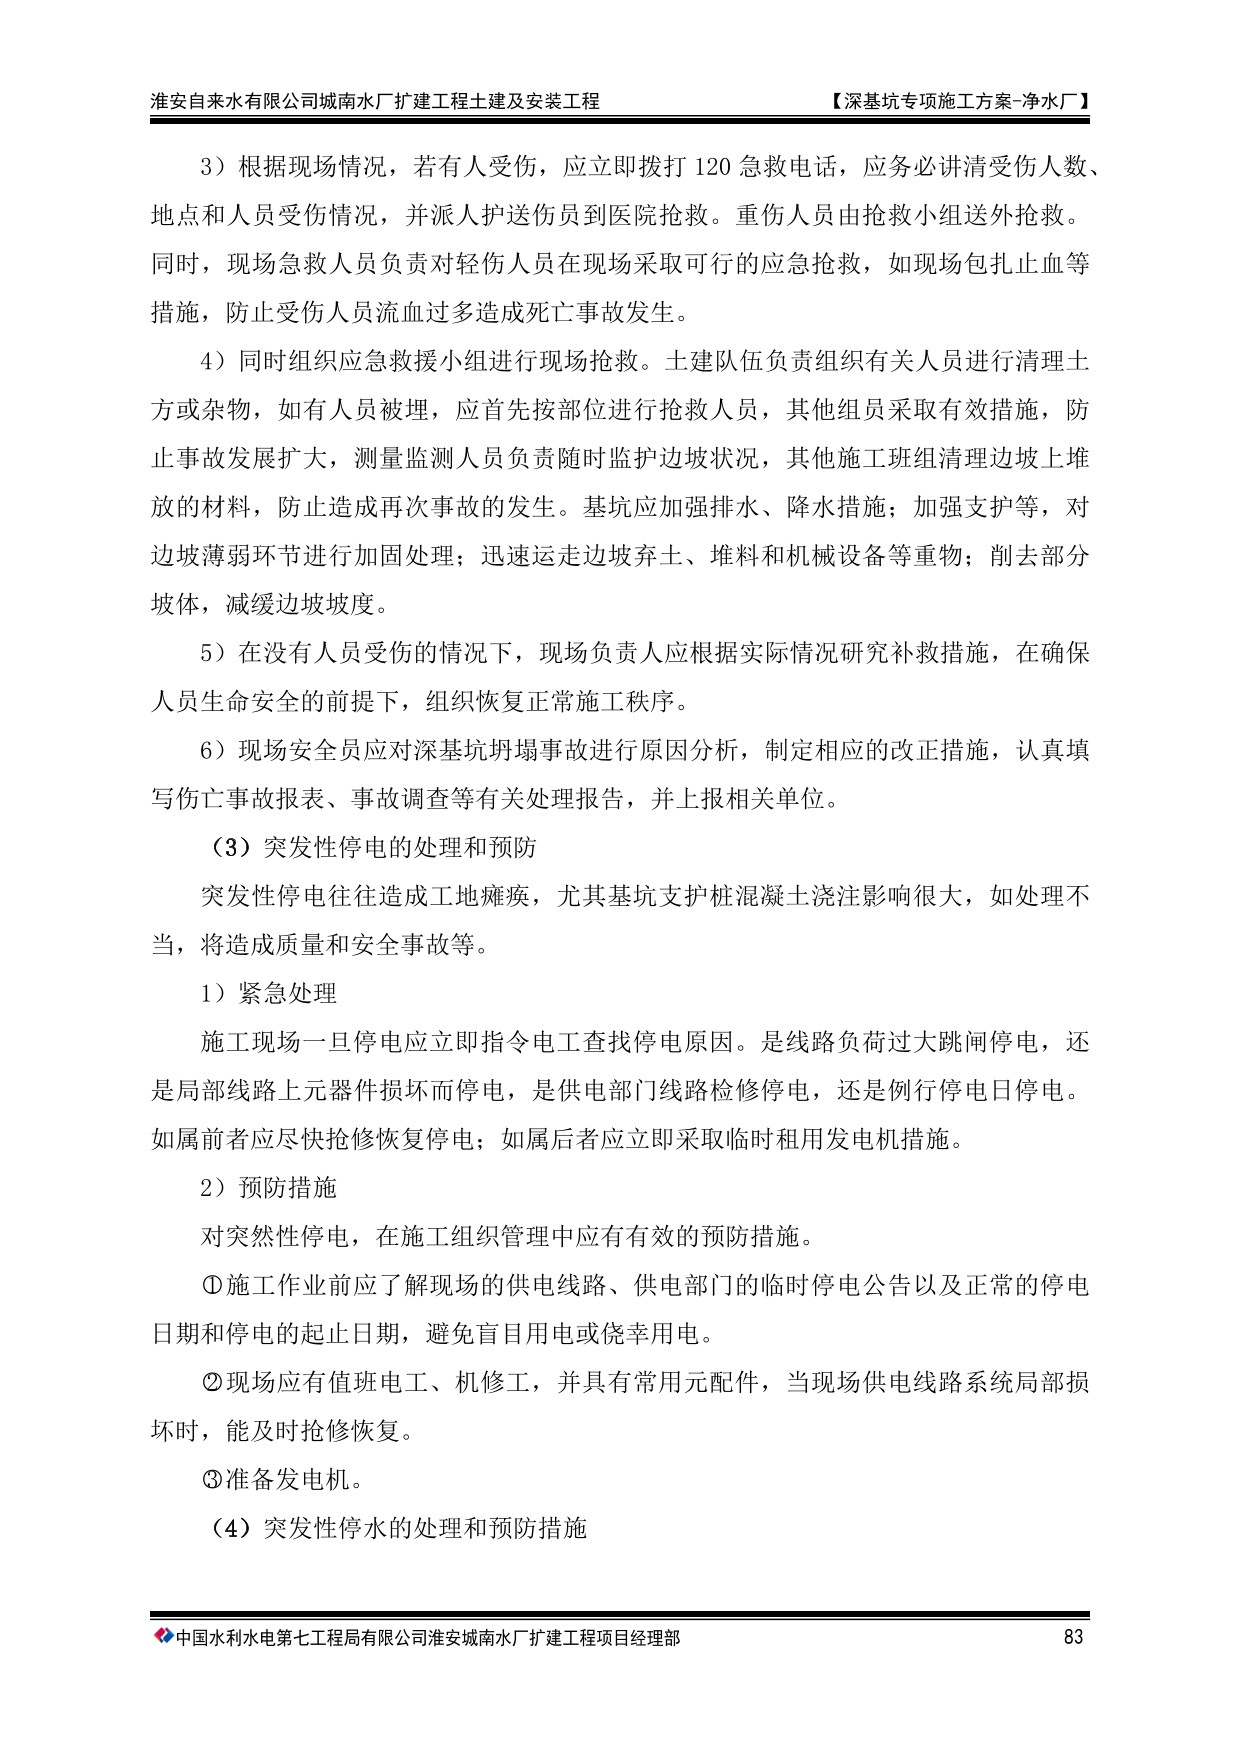 淮安自来水有限公司城南水厂扩建工程土建及安装工程
【深基坑专项施工方案-净水厂】
3）根据现场情况，若有人受伤，应立即拨打 120 急救电话，应务必讲清受伤人数、
地点和人员受伤情况，并派人护送伤员到医院抢救。重伤人员由抢救小组送外抢救。
同时，现场急救人员负责对轻伤人员在现场采取可行的应急抢救，如现场包扎止血等
措施，防止受伤人员流血过多造成死亡事故发生。
4）同时组织应急救援小组进行现场抢救。土建队伍负责组织有关人员进行清理土
方或杂物，如有人员被埋，应首先按部位进行抢救人员，其他组员采取有效措施，防
止事故发展扩大，测量监测人员负责随时监护边坡状况，其他施工班组清理边坡上堆
放的材料，防止造成再次事故的发生。基坑应加强排水、降水措施；加强支护等，对
边坡薄弱环节进行加固处理；迅速运走边坡弃土、堆料和机械设备等重物；削去部分
坡体，减缓边坡坡度。
5）在没有人员受伤的情况下，现场负责人应根据实际情况研究补救措施，在确保
人员生命安全的前提下，组织恢复正常施工秩序。
6）现场安全员应对深基坑坍塌事故进行原因分析，制定相应的改正措施，认真填
写伤亡事故报表、事故调查等有关处理报告，并上报相关单位。
（3）突发性停电的处理和预防
突发性停电往往造成工地瘫痪，尤其基坑支护桩混凝土浇注影响很大，如处理不
当，将造成质量和安全事故等。
1）紧急处理
施工现场一旦停电应立即指令电工查找停电原因。是线路负荷过大跳闸停电，还
是局部线路上元器件损坏而停电，是供电部门线路检修停电，还是例行停电日停电。
如属前者应尽快抢修恢复停电；如属后者应立即采取临时租用发电机措施。
2）预防措施
对突然性停电，在施工组织管理中应有有效的预防措施。
①施工作业前应了解现场的供电线路、供电部门的临时停电公告以及正常的停电
日期和停电的起止日期，避免盲目用电或侥幸用电。
②现场应有值班电工、机修工，并具有常用元配件，当现场供电线路系统局部损
坏时，能及时抢修恢复。
③准备发电机。
（4）突发性停水的处理和预防措施
中国水利水电第七工程局有限公司淮安城南水厂扩建工程项目经理部
83